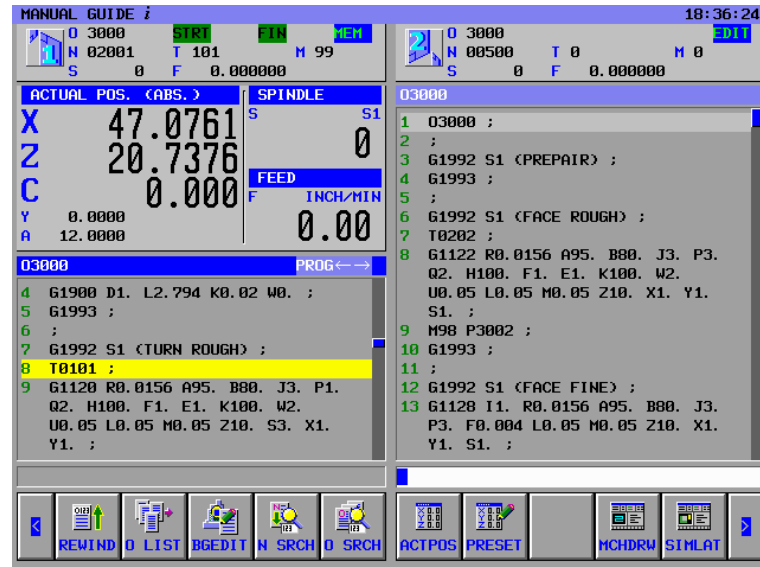 MANUAL GUIDE i 18:36:24
O 3000 STRT FIN MEM
N 02001 T 101 M 99
S 0 F 0.000000
ACTUAL POS. (ABS.)
X 47.0761
Z 20.7376
C 0.000
Y 0.0000
A 12.0000
SPINDLE
S S1
0
FEED
F INCH/MIN
0.00
O3000 PROG←→
4 G1900 D1. L2.794 K0.02 W0. ;
5 G1993 ;
6 ;
7 G1992 S1 (TURN ROUGH) ;
8 T0101 ;
9 G1120 R0.0156 A95. B80. J3. P1.
Q2. H100. F1. E1. K100. W2.
U0.05 L0.05 M0.05 Z10. S3. X1.
Y1. ;
O 3000 EDIT
N 00500 T 0 M 0
S 0 F 0.000000
O3000
1 O3000 ;
2 ;
3 G1992 S1 (PREPAIR) ;
4 G1993 ;
5 ;
6 G1992 S1 (FACE ROUGH) ;
7 T0202 ;
8 G1122 R0.0156 A95. B80. J3. P3.
Q2. H100. F1. E1. K100. W2.
U0.05 L0.05 M0.05 Z10. X1. Y1.
S1. ;
9 M98 P3002 ;
10 G1993 ;
11 ;
12 G1992 S1 (FACE FINE) ;
13 G1128 I1. R0.0156 A95. B80. J3.
P3. F0.004 L0.05 M0.05 Z10. X1.
Y1. S1. ;
< REWIND O LIST BGEDIT N SRCH O SRCH ACTPOS PRESET MCHDRW SIMLAT >